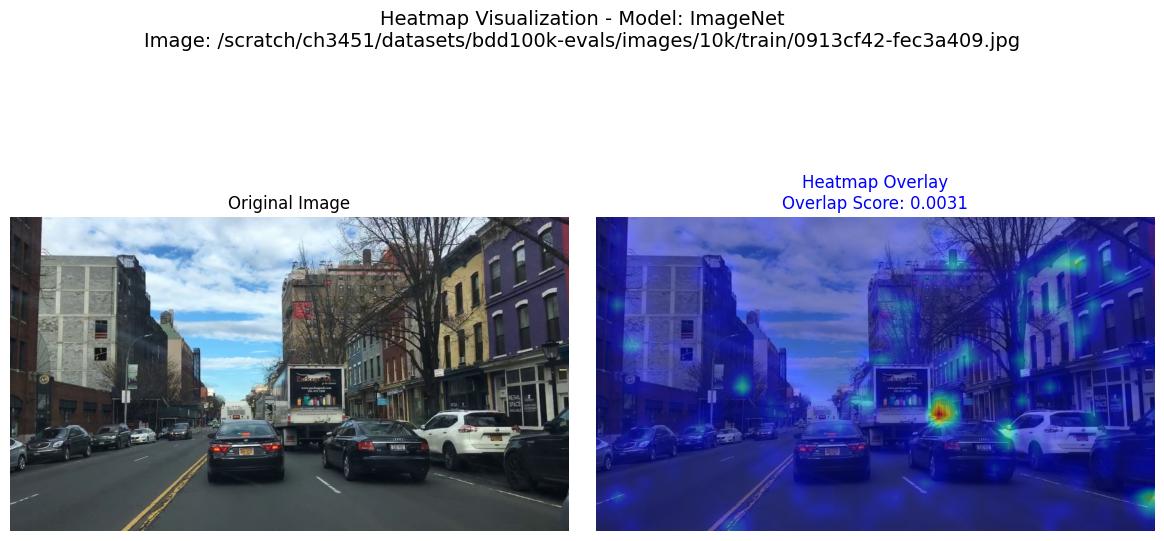 Heatmap Visualization - Model: ImageNet
Image: /scratch/ch3451/datasets/bdd100k-evals/images/10k/train/0913cf42-fec3a409.jpg
Original Image
Heatmap Overlay
Overlap Score: 0.0031